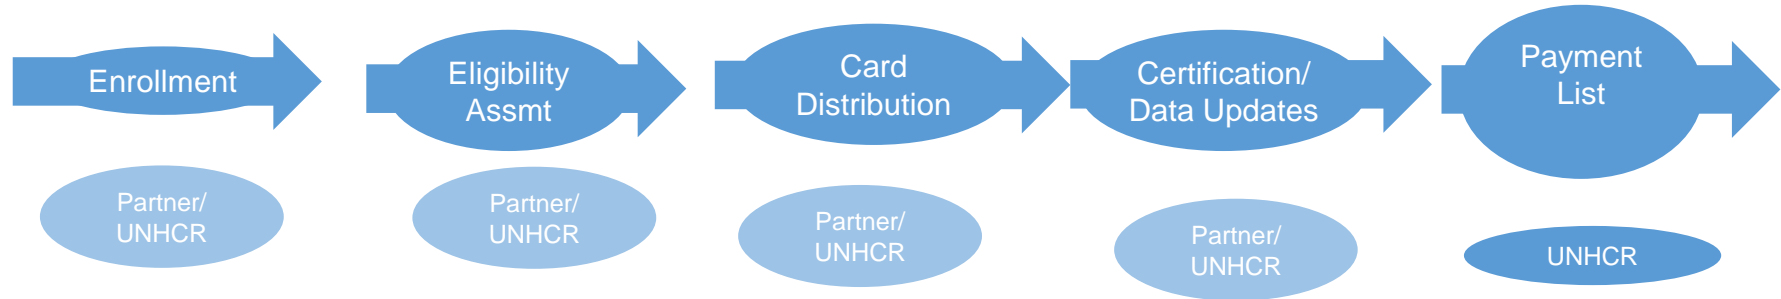 Enrollment
Eligibility
Assmt
Card
Distribution
Certification/
Data Updates
Payment
List
Partner/
UNHCR
Partner/
UNHCR
Partner/
UNHCR
Partner/
UNHCR
UNHCR